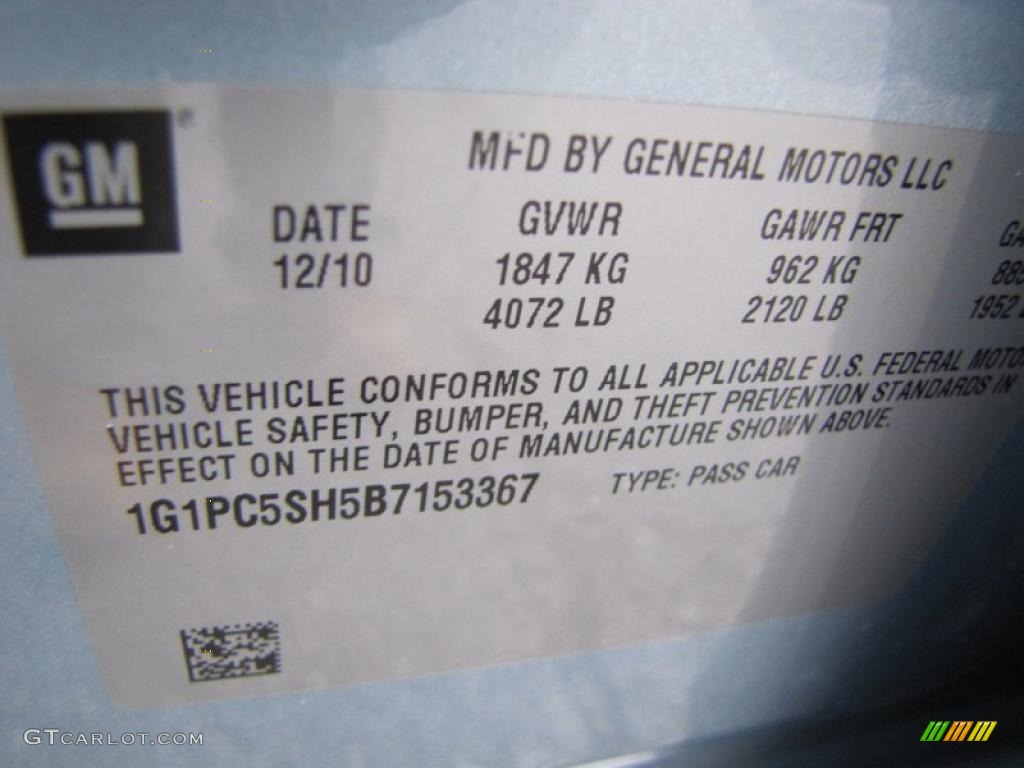 GM®
MFD BY GENERAL MOTORS LLC
DATE GVWR GAWR FRT
12/10 1847 KG 962 KG
4072 LB 2120 LB 1952
THIS VEHICLE CONFORMS TO ALL APPLICABLE U.S. FEDERAL MOTO
VEHICLE SAFETY, BUMPER, AND THEFT PREVENTION STANDARDS IN
EFFECT ON THE DATE OF MANUFACTURE SHOWN ABOVE.
1G1PC5SH5B7153367 TYPE: PASS CAR
GTCARLOT.COM